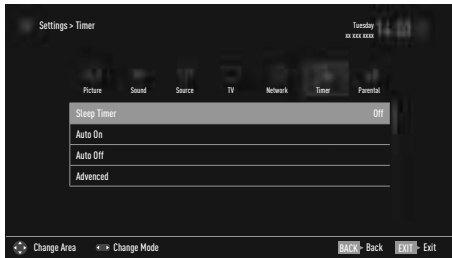 Settings > Timer
Tuesday
xx xxx xxxx
Picture Sound Source TV Network Timer Parental
Sleep Timer Off
Auto On
Auto Off
Advanced
Change Area Change Mode BACK Back EXIT Exit